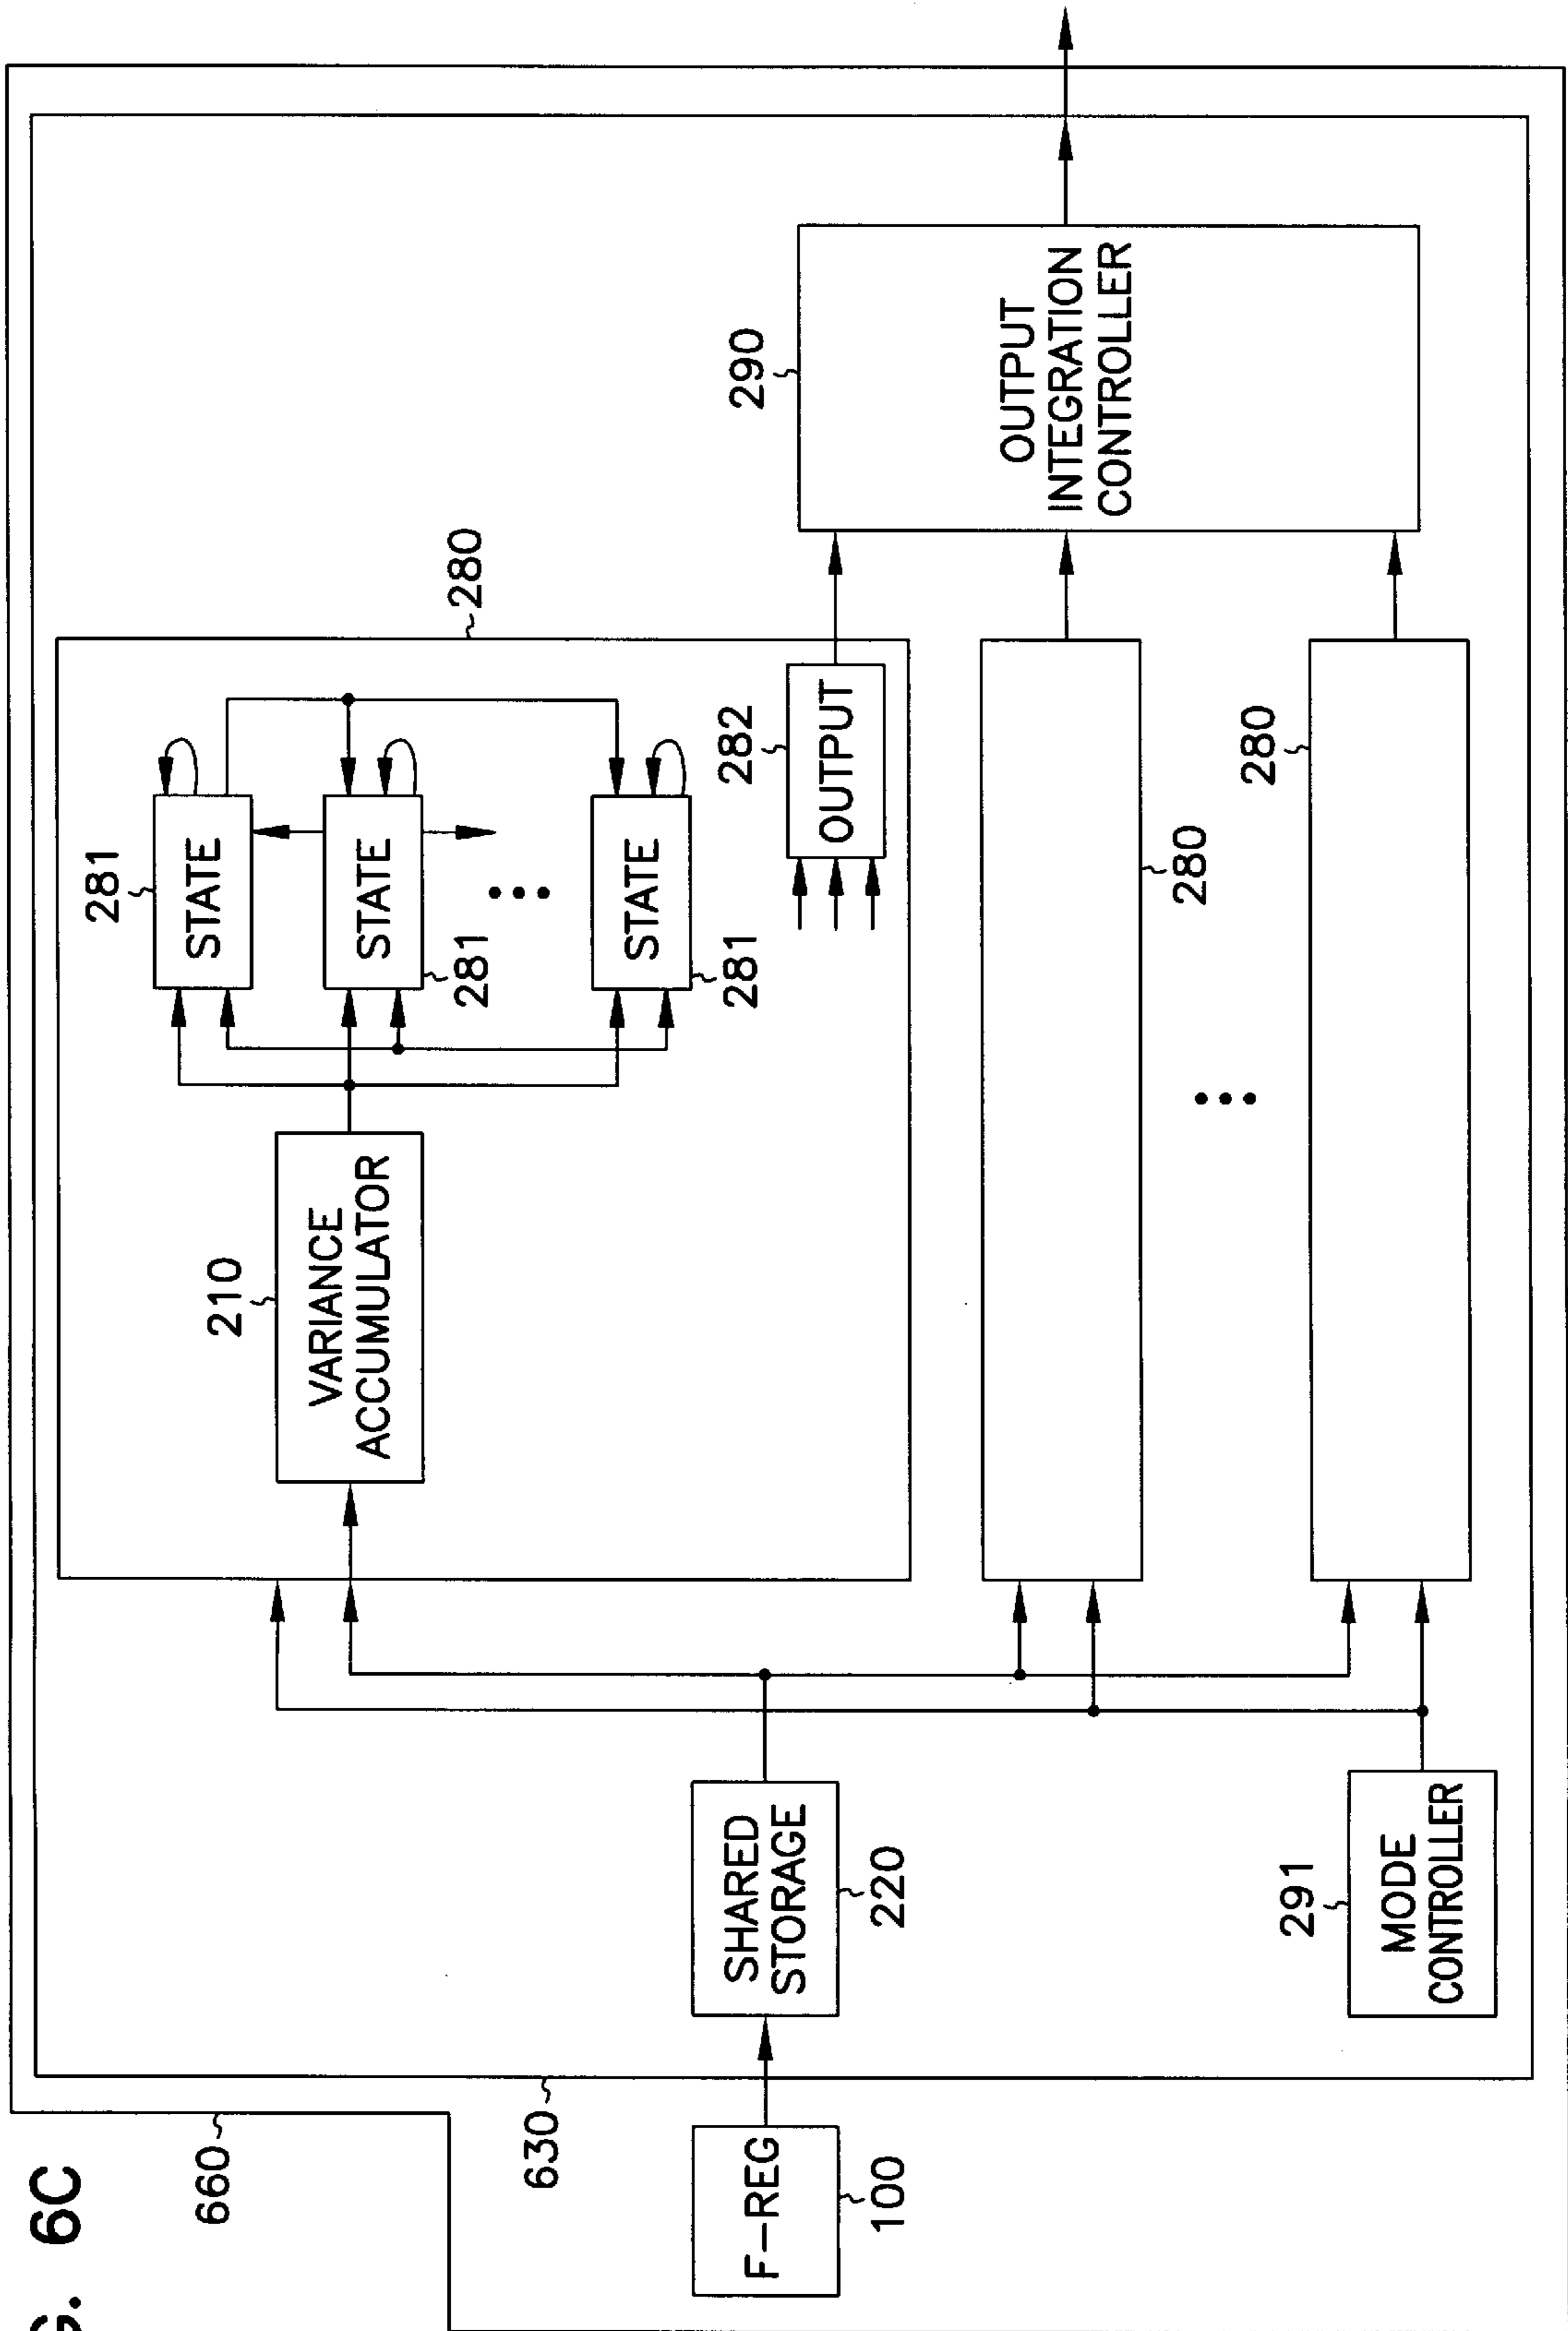 G. 6C
660
630
F-REG
100
SHARED
STORAGE
220
MODE
CONTROLLER
291
280
VARIANCE
ACCUMULATOR
210
STATE
281
STATE
281
STATE
281
OUTPUT
282
280
280
OUTPUT
INTEGRATION
CONTROLLER
290